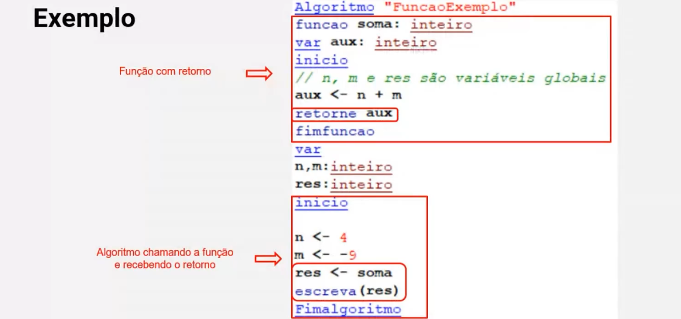 Exemplo
Algoritmo "FuncaoExemplo"
funcao soma: inteiro
var aux: inteiro
inicio
// n, m e res são variáveis globais
aux <- n + m
retorne aux
fimfuncao
var
n,m:inteiro
res:inteiro
inicio
n <- 4
m <- -9
res <- soma
escreva(res)
Fimalgoritmo
Função com retorno
Algoritmo chamando a função
e recebendo o retorno